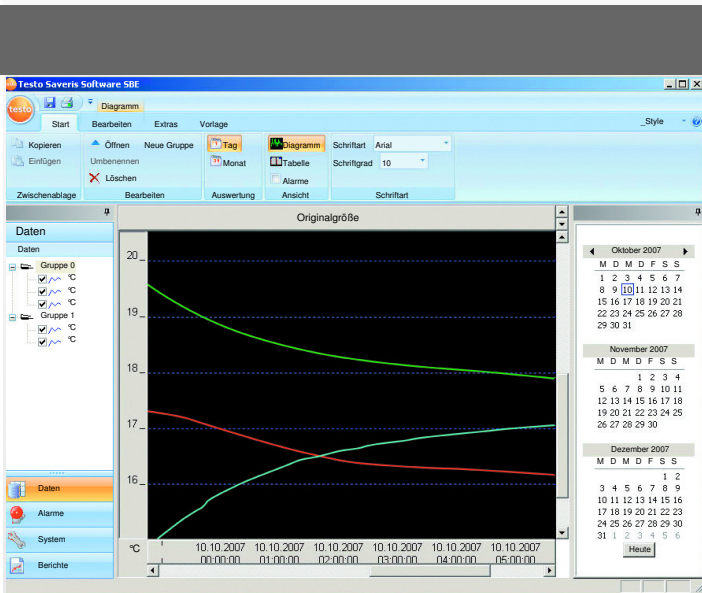 Testo Saveris Software SBE
testo
Diagramm
Start Bearbeiten Extras Vorlage _Style
Kopieren Öffnen Neue Gruppe Tag Diagramm Schriftart Arial
Einfügen Umbenennen Monat Tabelle Schriftgrad 10
Löschen Alarme
Zwischenablage Bearbeiten Auswertung Ansicht Schriftart
Daten
Daten
Gruppe 0
°C
°C
°C
Gruppe 1
°C
°C
Daten
Alarme
System
Berichte
Originalgröße
20
19
18
17
16
°C
10.10.2007 10.10.2007 10.10.2007 10.10.2007 10.10.2007 10.10.2007
00:00:00 01:00:00 02:00:00 03:00:00 04:00:00 05:00:00
Oktober 2007
M D M D F S S
1 2 3 4 5 6 7
8 9 10 11 12 13 14
15 16 17 18 19 20 21
22 23 24 25 26 27 28
29 30 31
November 2007
M D M D F S S
1 2 3 4
5 6 7 8 9 10 11
12 13 14 15 16 17 18
19 20 21 22 23 24 25
26 27 28 29 30
Dezember 2007
M D M D F S S
1 2
3 4 5 6 7 8 9
10 11 12 13 14 15 16
17 18 19 20 21 22 23
24 25 26 27 28 29 30
31 1 2 3 4 5 6
Heute